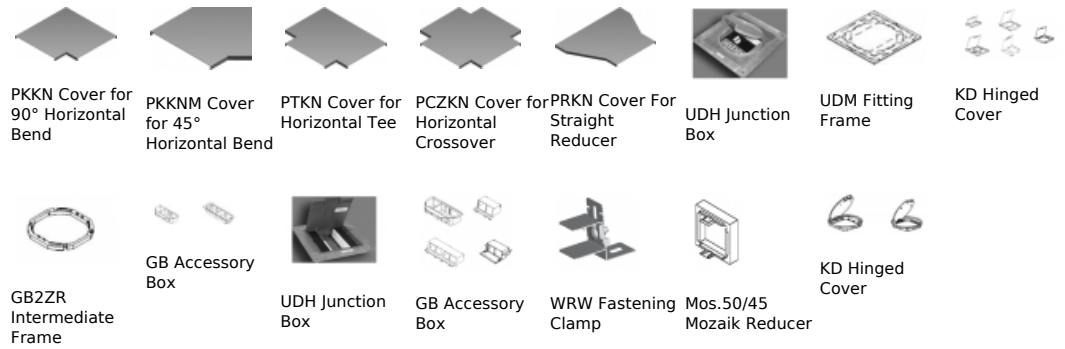 PKKN Cover for
90° Horizontal
Bend
PKKNM Cover
for 45°
Horizontal Bend
PTKN Cover for
Horizontal Tee
PCZKN Cover for
Horizontal
Crossover
PRKN Cover For
Straight
Reducer
UDH Junction
Box
UDM Fitting
Frame
KD Hinged
Cover
GB2ZR
Intermediate
Frame
GB Accessory
Box
UDH Junction
Box
GB Accessory
Box
WRW Fastening
Clamp
Mos.50/45
Mozaik Reducer
KD Hinged
Cover